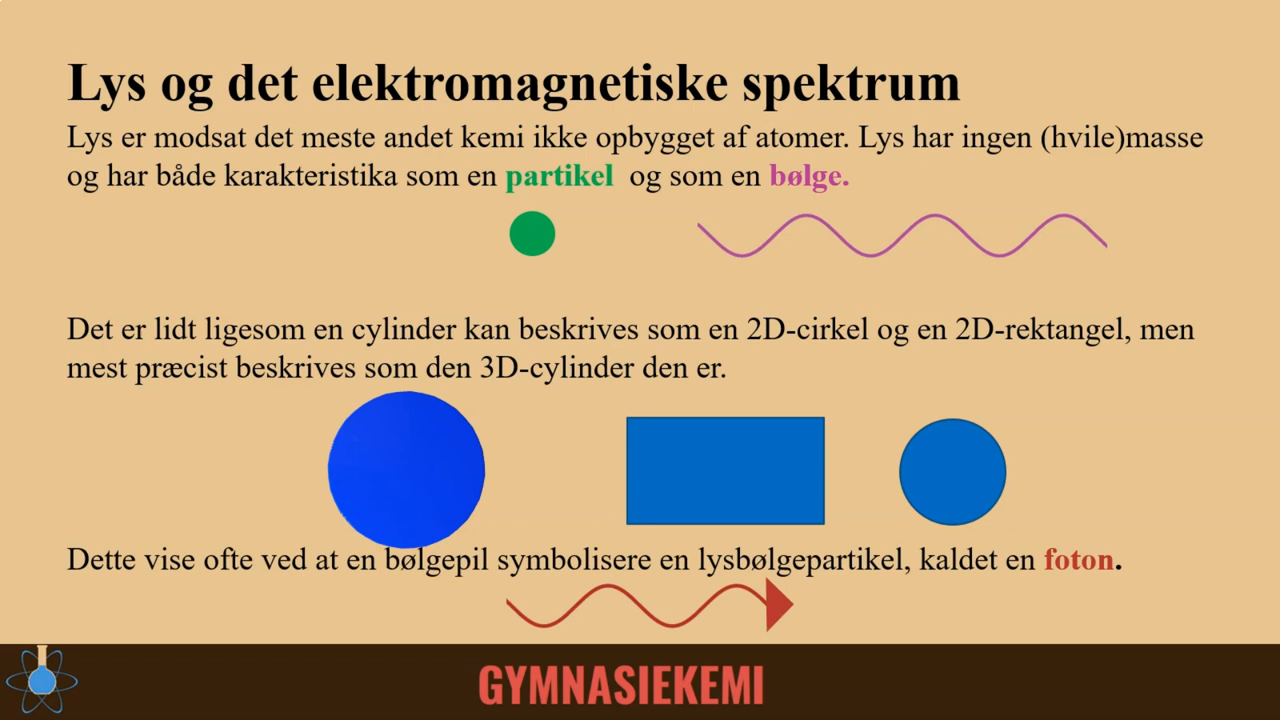 Lys og det elektromagnetiske spektrum
Lys er modsat det meste andet kemi ikke opbygget af atomer. Lys har ingen (hvile)masse
og har både karakteristika som en partikel og som en bølge.
Det er lidt ligesom en cylinder kan beskrives som en 2D-cirkel og en 2D-rektangel, men
mest præcist beskrives som den 3D-cylinder den er.
Dette vise ofte ved at en bølgepil symbolisere en lysbølgepartikel, kaldet en foton.
GYMNASIEKEMI